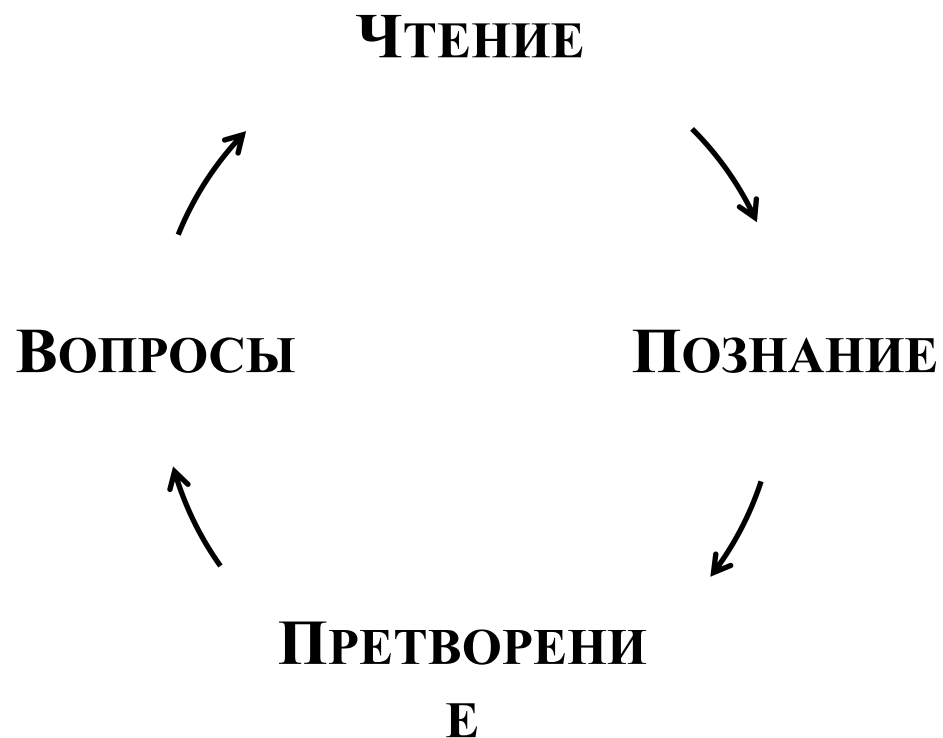 Чтение
Вопросы
Познание
Претворени
е